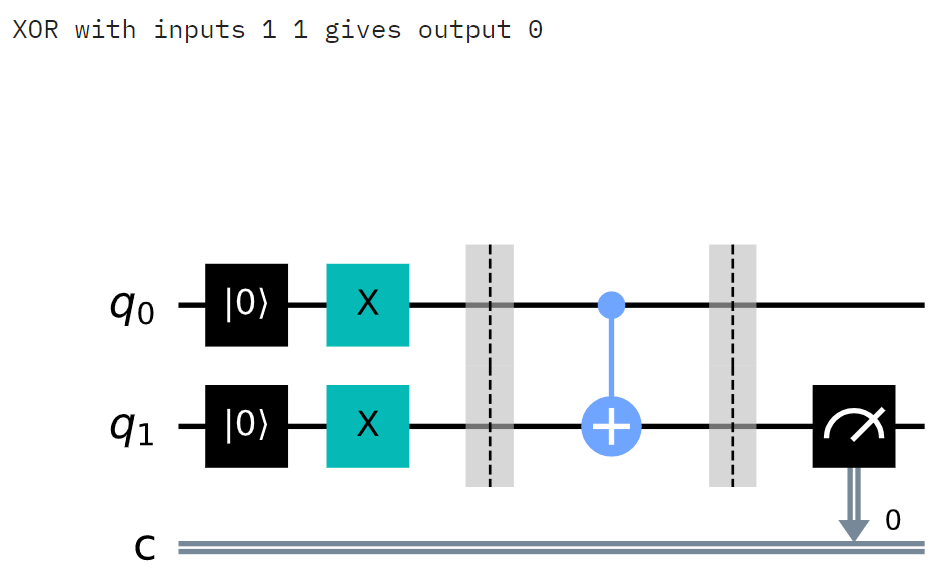 XOR with inputs 1 1 gives output 0
q0 |0⟩ X
q1 |0⟩ X
0
c